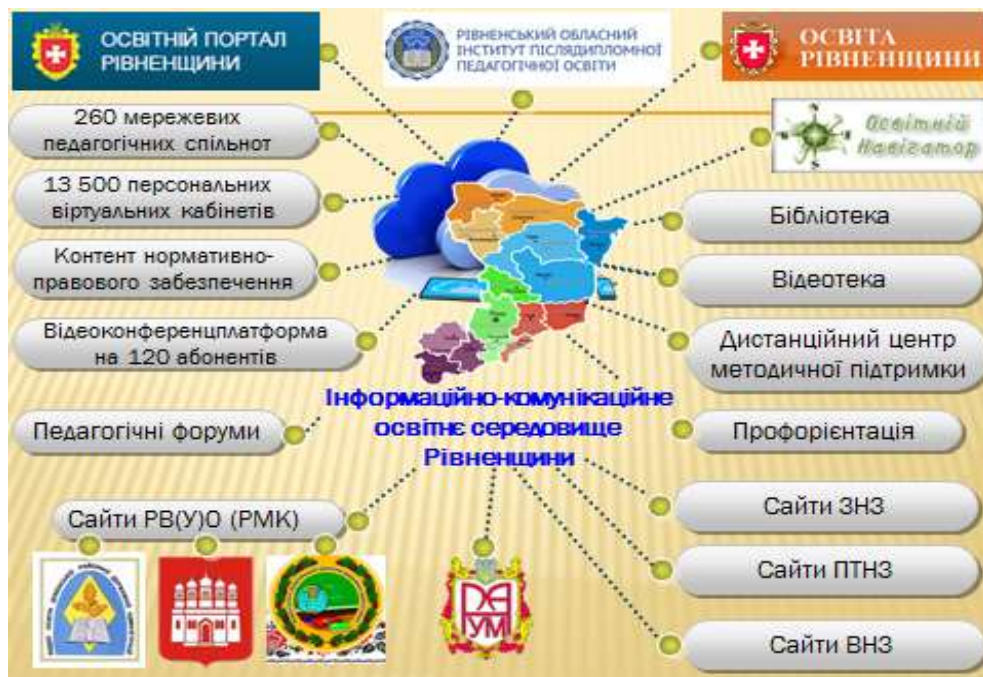 ОСВІТНІЙ ПОРТАЛ
РІВНЕНЩИНИ
РІВНЕНСЬКИЙ ОБЛАСНИЙ
ІНСТИТУТ ПІСЛЯДИПЛОМНОЇ
ПЕДАГОГІЧНОЇ ОСВІТИ
ОСВІТА
РІВНЕНЩИНИ
260 мережевих
педагогічних спільнот
Освітній
Навігатор
13 500 персональних
віртуальних кабінетів
Бібліотека
Контент нормативно-
правового забезпечення
Відеотека
Відеоконференцплатформа
на 120 абонентів
Дистанційний центр
методичної підтримки
Інформаційно-комунікаційне
освітнє середовище
Рівненщини
Педагогічні форуми
Профорієнтація
Сайти РВ(У)О (РМК)
Сайти ЗНЗ
Сайти ПТНЗ
Сайти ВНЗ